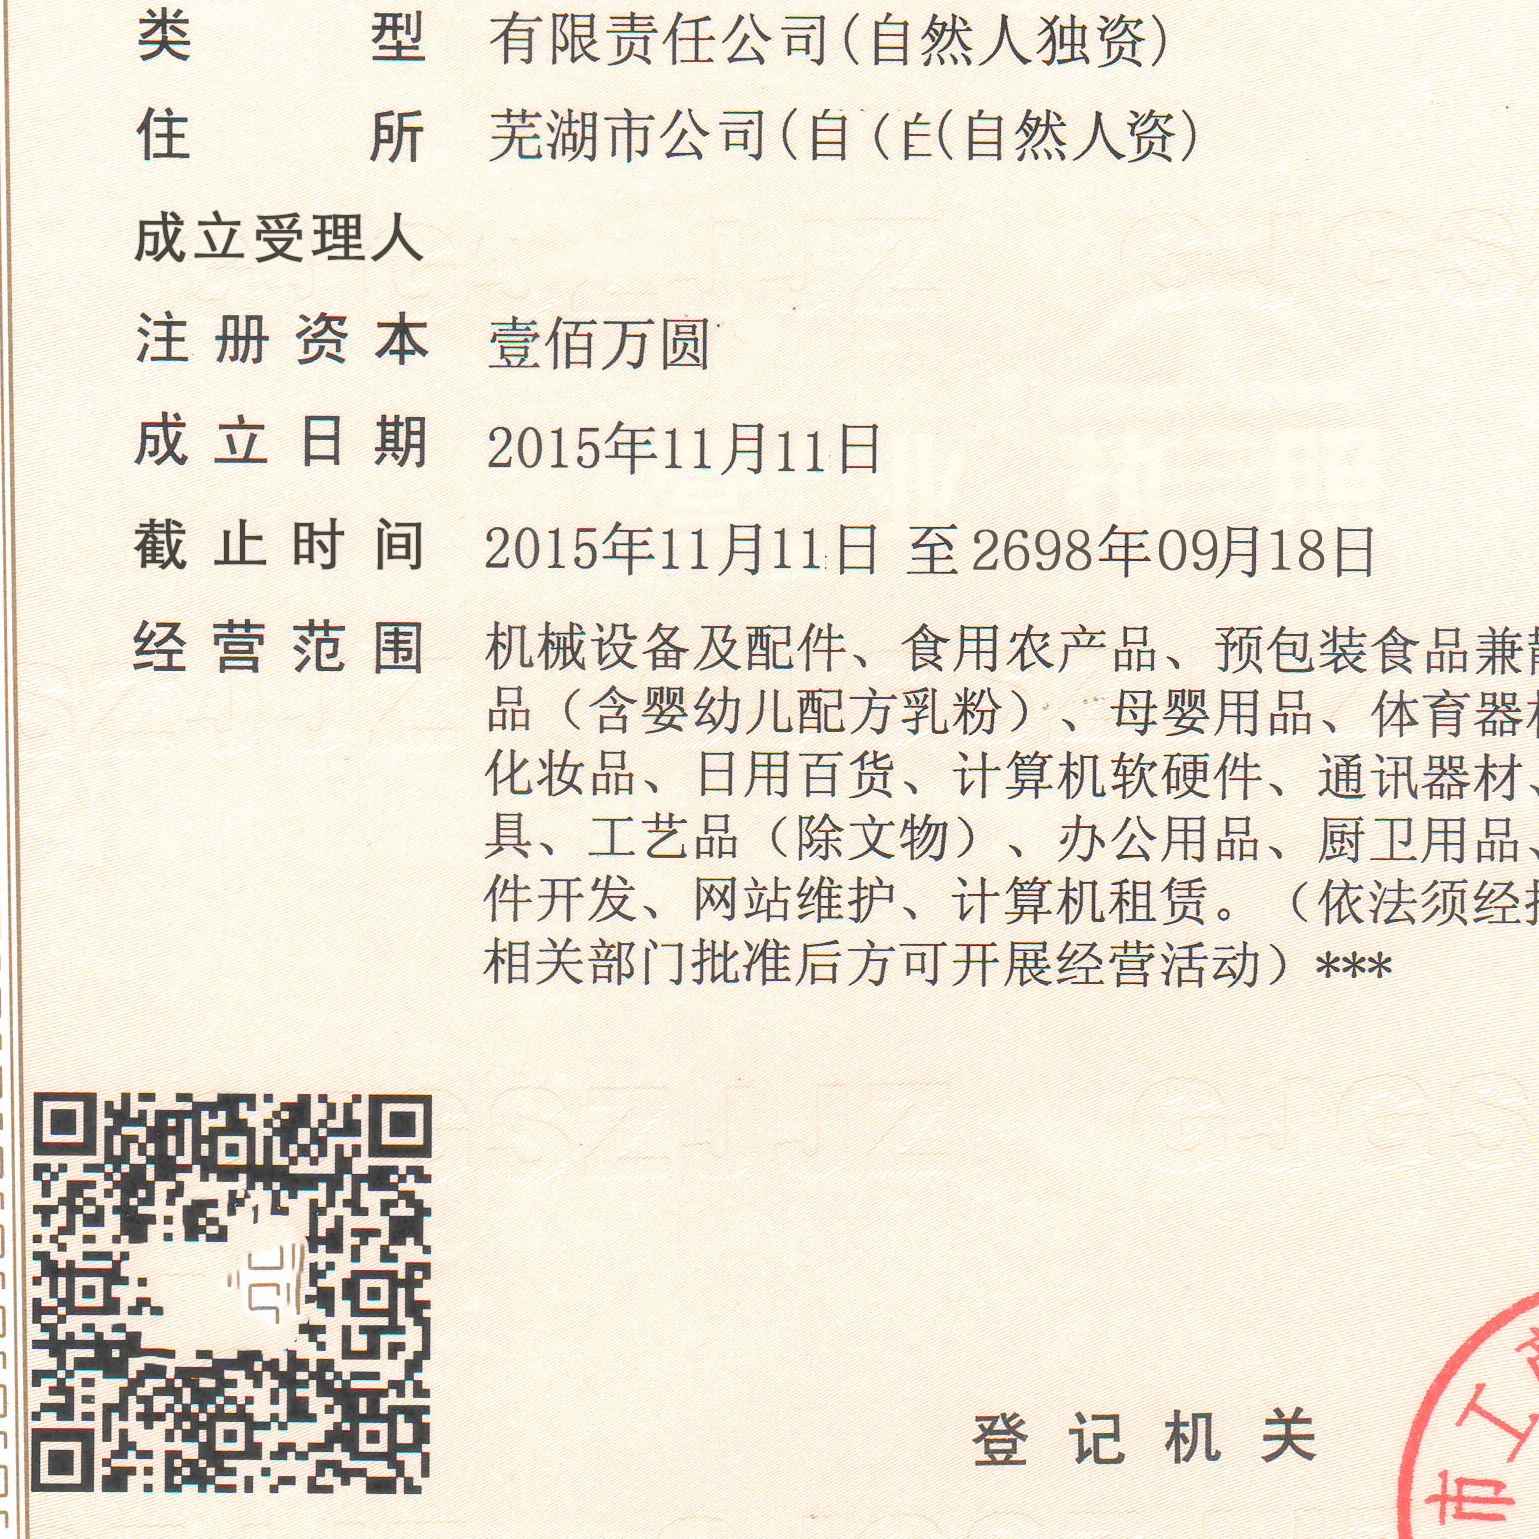 类型 有限责任公司(自然人独资)
住所 芜湖市公司(自(自(自然人资)
成立受理人
注册资本 壹佰万圆
成立日期 2015年11月11日
截止时间 2015年11月11日 至2698年09月18日
经营范围 机械设备及配件、食用农产品、预包装食品兼
品（含婴幼儿配方乳粉）、母婴用品、体育器
化妆品、日用百货、计算机软硬件、通讯器材、
具、工艺品（除文物）、办公用品、厨卫用品、
件开发、网站维护、计算机租赁。（依法须经
相关部门批准后方可开展经营活动）***
登记机关
市工